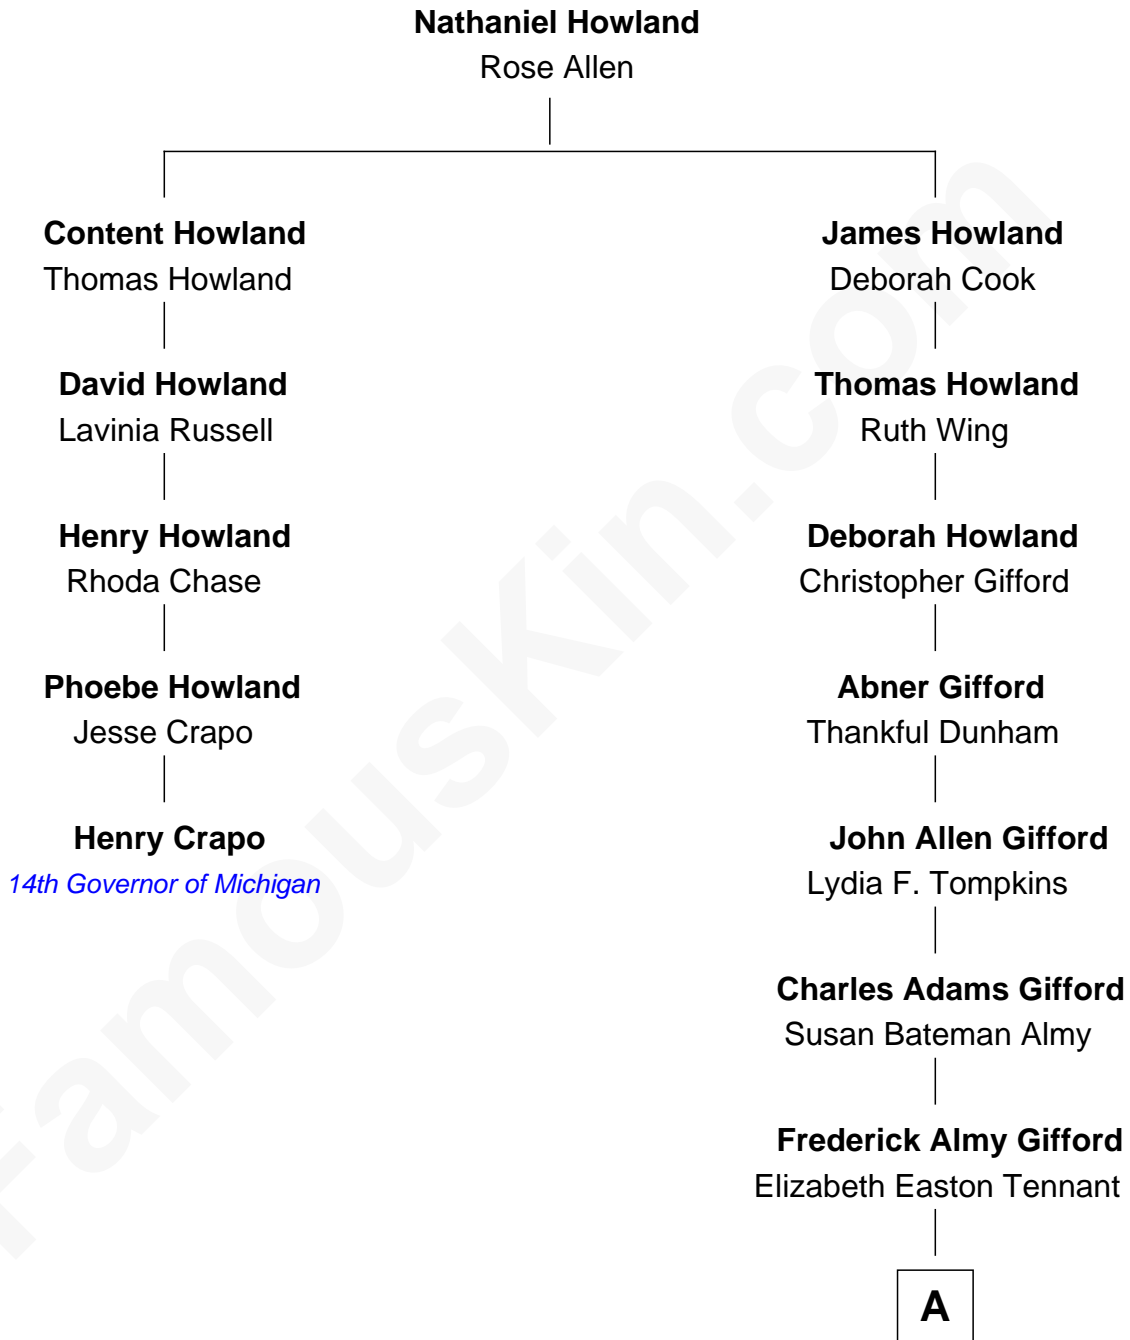 Nathaniel Howland
Rose Allen
Content Howland
Thomas Howland
David Howland
Lavinia Russell
Henry Howland
Rhoda Chase
Phoebe Howland
Jesse Crapo
Henry Crapo
14th Governor of Michigan
James Howland
Deborah Cook
Thomas Howland
Ruth Wing
Deborah Howland
Christopher Gifford
Abner Gifford
Thankful Dunham
John Allen Gifford
Lydia F. Tompkins
Charles Adams Gifford
Susan Bateman Almy
Frederick Almy Gifford
Elizabeth Easton Tennant
A
FamousKin.com